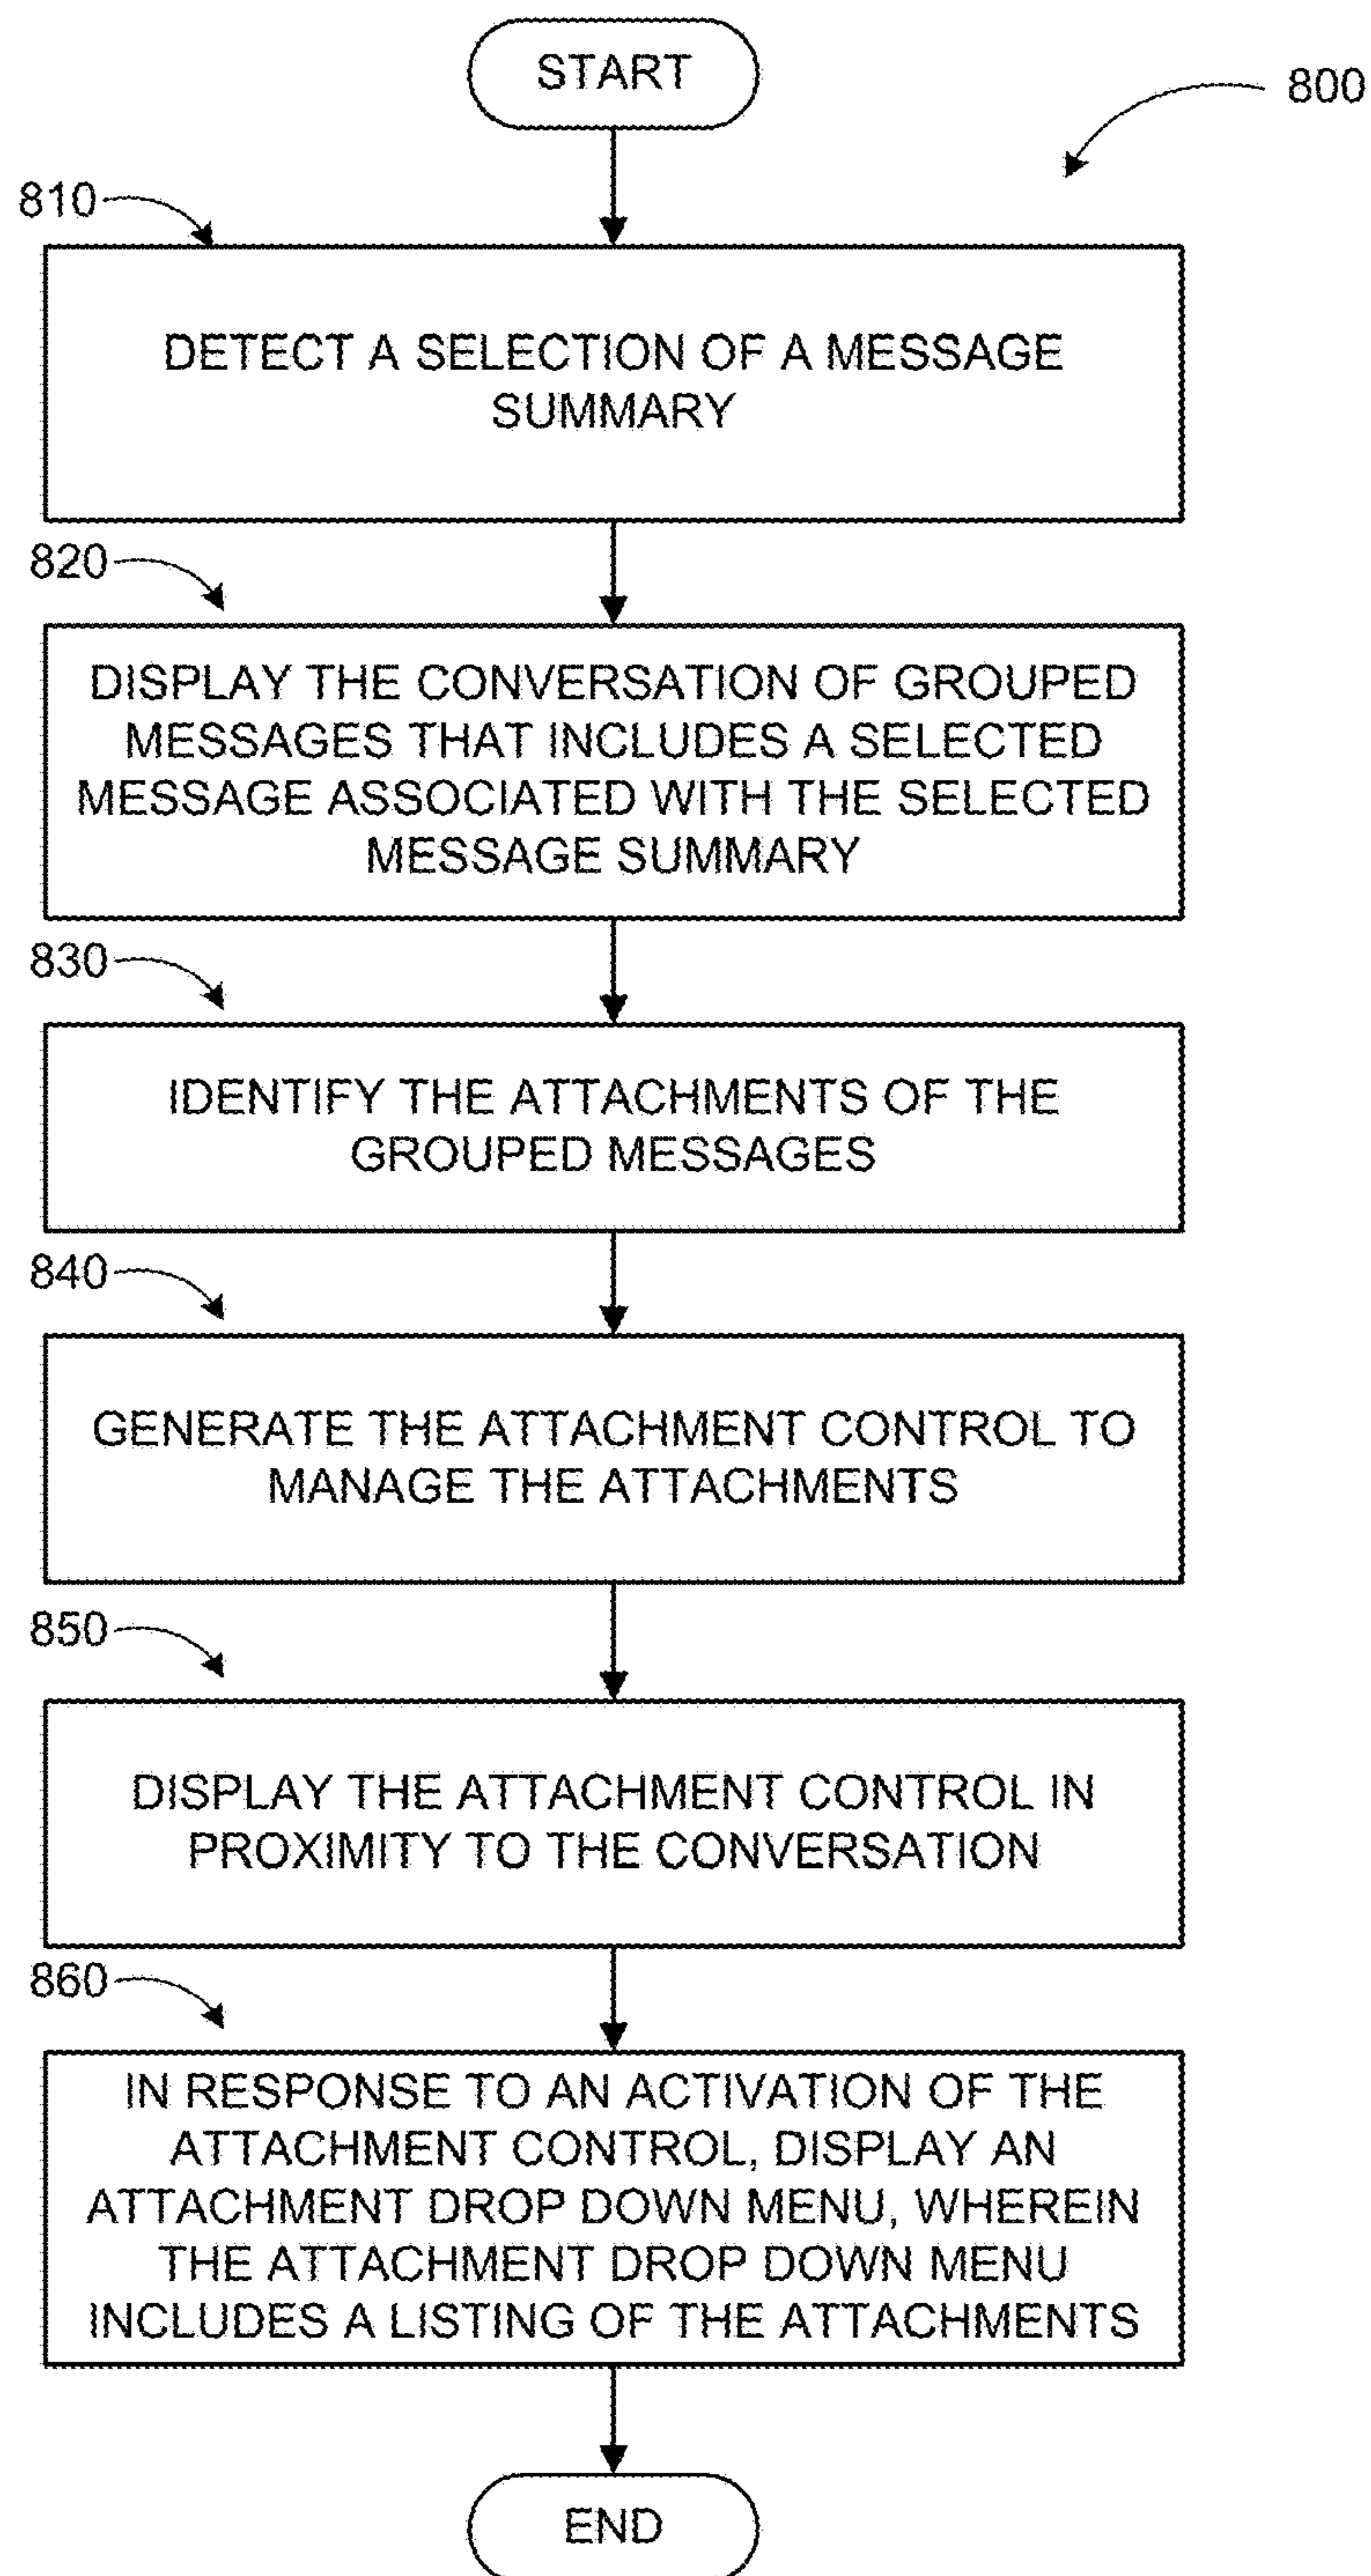 START
800
810
DETECT A SELECTION OF A MESSAGE
SUMMARY
820
DISPLAY THE CONVERSATION OF GROUPED
MESSAGES THAT INCLUDES A SELECTED
MESSAGE ASSOCIATED WITH THE SELECTED
MESSAGE SUMMARY
830
IDENTIFY THE ATTACHMENTS OF THE
GROUPED MESSAGES
840
GENERATE THE ATTACHMENT CONTROL TO
MANAGE THE ATTACHMENTS
850
DISPLAY THE ATTACHMENT CONTROL IN
PROXIMITY TO THE CONVERSATION
860
IN RESPONSE TO AN ACTIVATION OF THE
ATTACHMENT CONTROL, DISPLAY AN
ATTACHMENT DROP DOWN MENU, WHEREIN
THE ATTACHMENT DROP DOWN MENU
INCLUDES A LISTING OF THE ATTACHMENTS
END